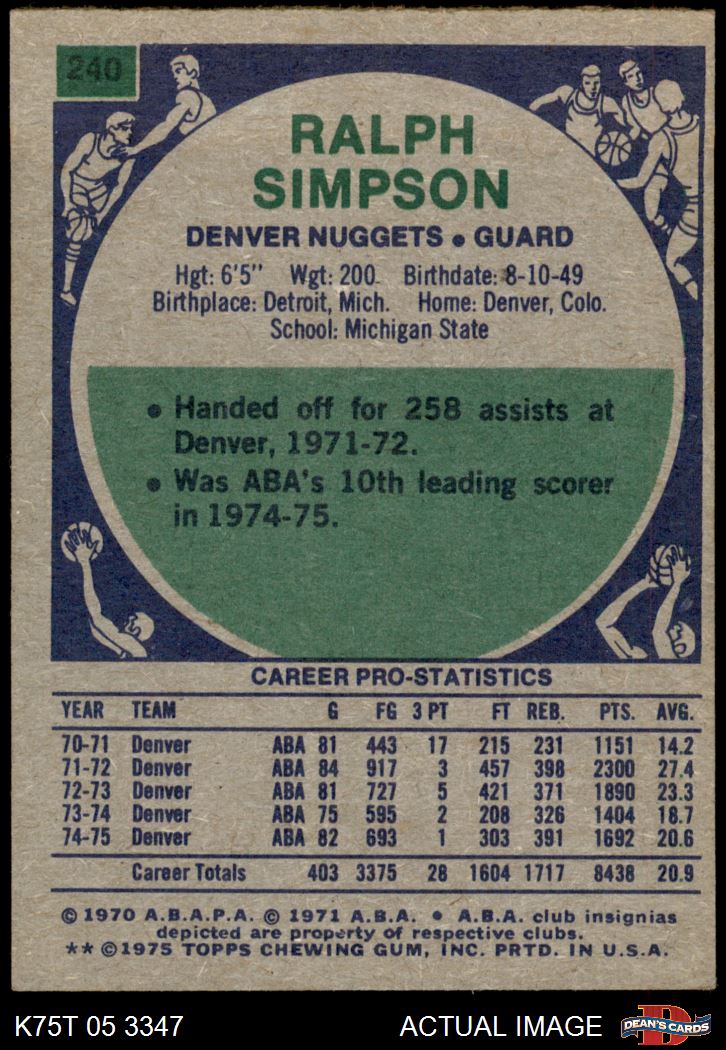 240
RALPH
SIMPSON
DENVER NUGGETS • GUARD
Hgt: 6'5" Wgt: 200 Birthdate: 8-10-49
Birthplace: Detroit, Mich. Home: Denver, Colo.
School: Michigan State
• Handed off for 258 assists at
Denver, 1971-72.
• Was ABA's 10th leading scorer
in 1974-75.
CAREER PRO-STATISTICS
YEAR TEAM G FG 3 PT FT REB. PTS. AVG.
70-71 Denver ABA 81 443 17 215 231 1151 14.2
71-72 Denver ABA 84 917 3 457 398 2300 27.4
72-73 Denver ABA 81 727 5 421 371 1890 23.3
73-74 Denver ABA 75 595 2 208 326 1404 18.7
74-75 Denver ABA 82 693 1 303 391 1692 20.6
Career Totals 403 3375 28 1604 1717 8438 20.9
© 1970 A.B.A.P.A. © 1971 A.B.A. • A.B.A. club insignias
depicted are property of respective clubs.
** © 1975 TOPPS CHEWING GUM, INC. PRTD. IN U.S.A.
K75T 05 3347 ACTUAL IMAGE D DEAN'S CARDS